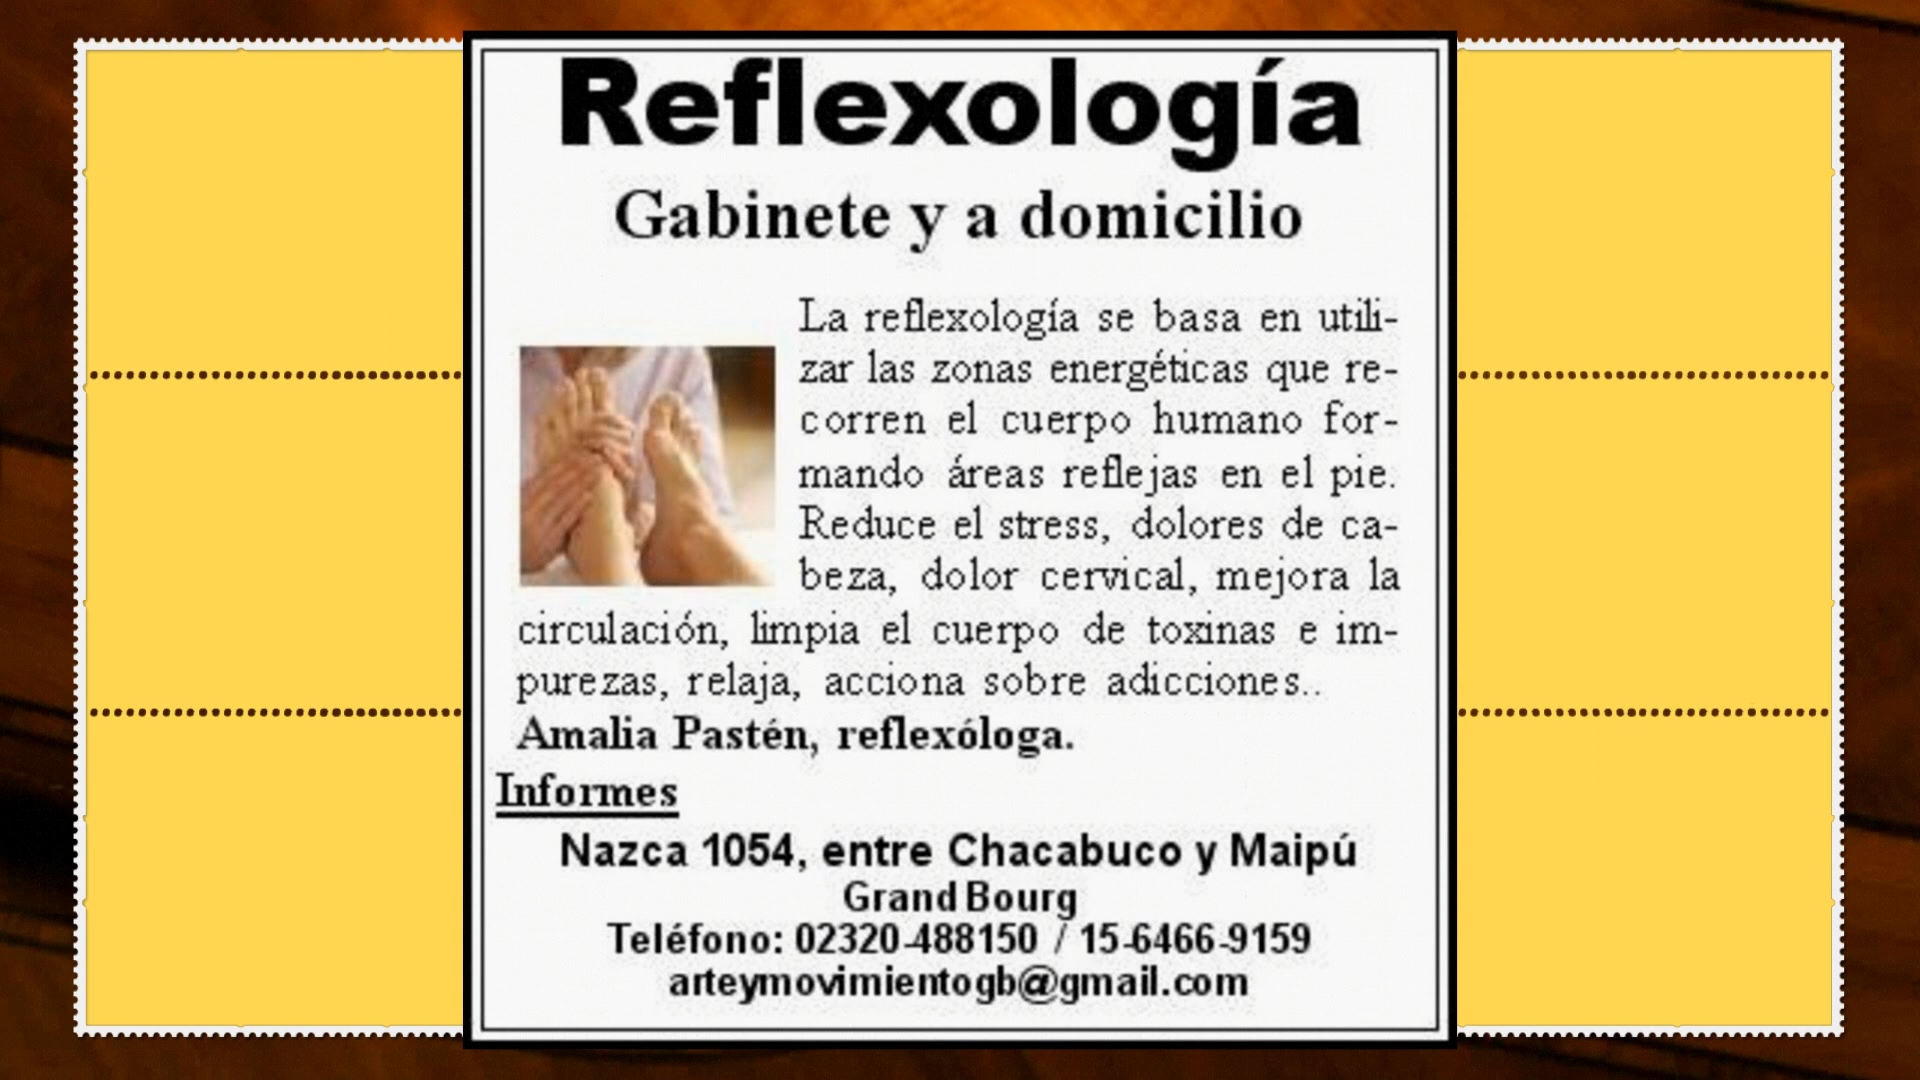 Reflexología
Gabinete y a domicilio
La reflexología se basa en utili-
zar las zonas energéticas que re-
corren el cuerpo humano for-
mando áreas reflejas en el pie.
Reduce el stress, dolores de ca-
beza, dolor cervical, mejora la
circulación, limpia el cuerpo de toxinas e im-
purezas, relaja, acciona sobre adicciones..
Amalia Pastén, reflexóloga.
Informes
Nazca 1054, entre Chacabuco y Maipú
Grand Bourg
Teléfono: 02320-488150 / 15-6466-9159
arteymovimientogb@gmail.com